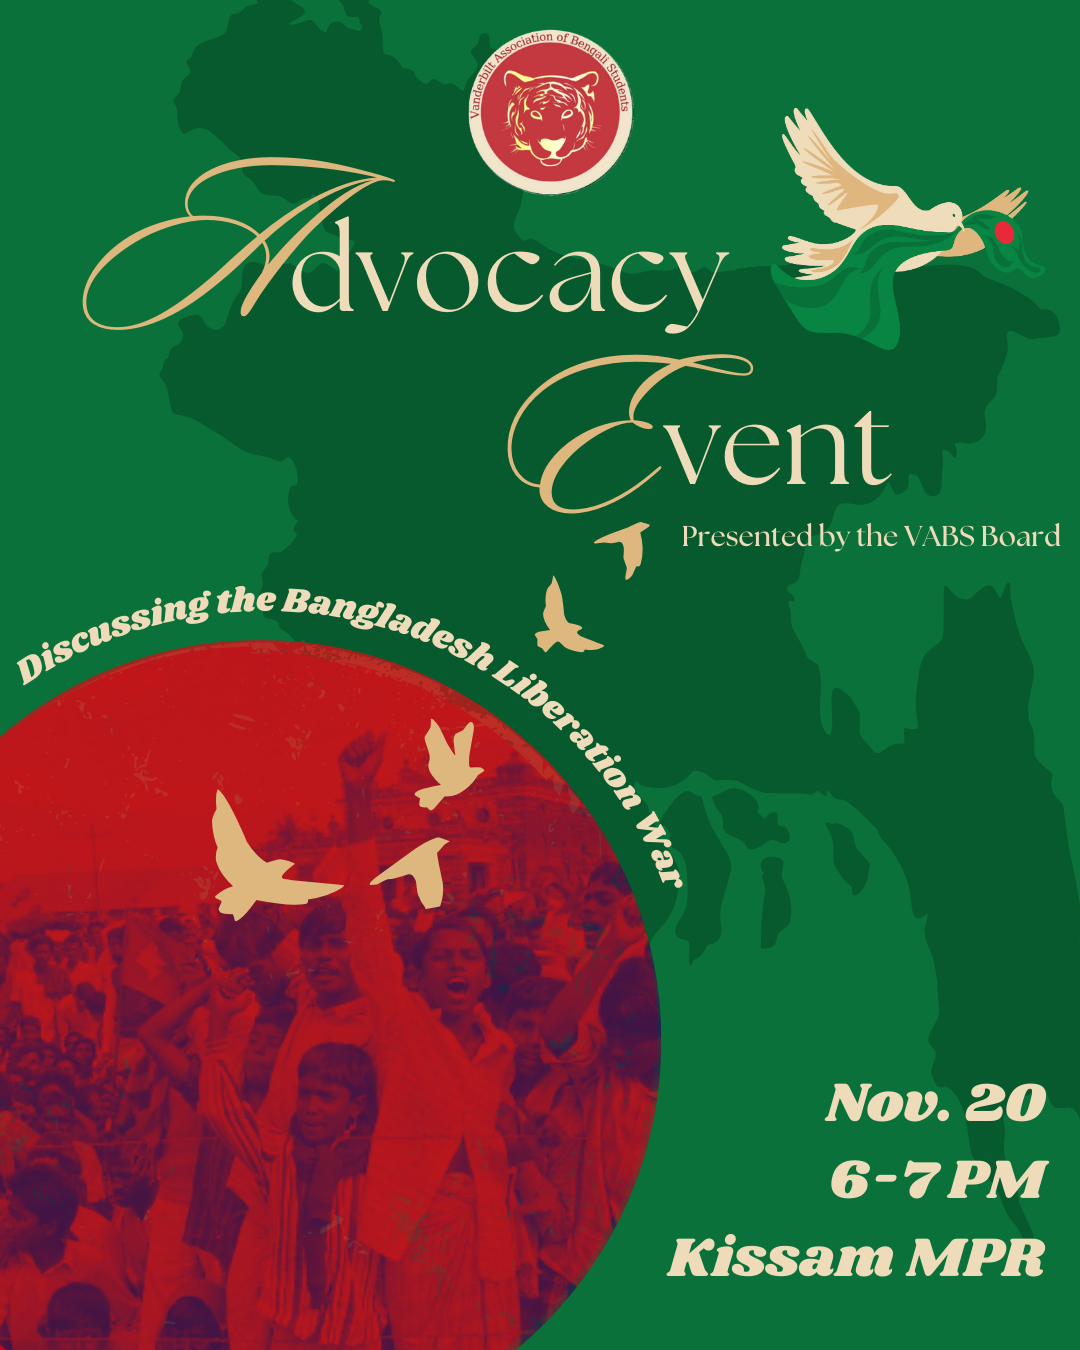 Vanderbilt Association of Bengali Students
Advocacy
Event
Presented by the VABS Board
Discussing the Bangladesh Liberation War
Nov. 20
6-7 PM
Kissam MPR